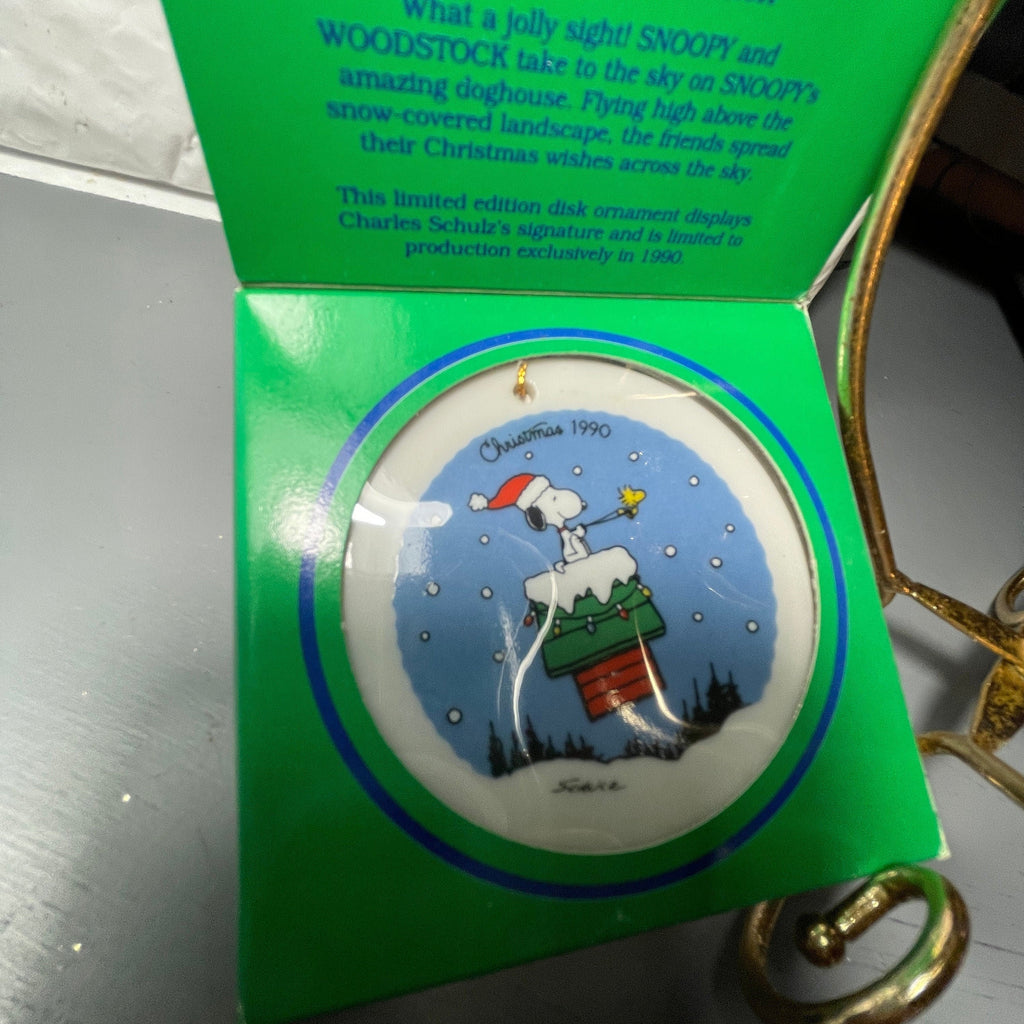 What a jolly sight! SNOOPY and
WOODSTOCK take to the sky on SNOOPY's
amazing doghouse. Flying high above the
snow-covered landscape, the friends spread
their Christmas wishes across the sky.
This limited edition disk ornament displays
Charles Schulz's signature and is limited to
production exclusively in 1990.
Christmas 1990
Schulz